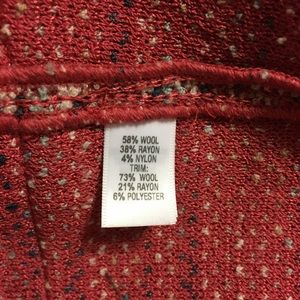 58% WOOL
38% RAYON
4% NYLON
TRIM:
73% WOOL
21% RAYON
6% POLYESTER